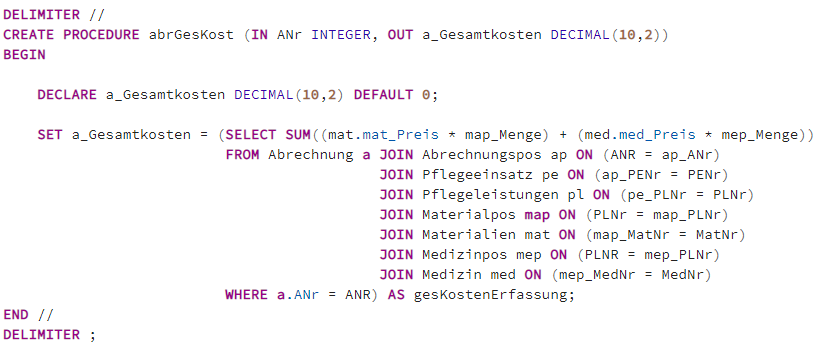 DELIMITER //
CREATE PROCEDURE abrGesKost (IN ANr INTEGER, OUT a_Gesamtkosten DECIMAL(10,2))
BEGIN
DECLARE a_Gesamtkosten DECIMAL(10,2) DEFAULT 0;
SET a_Gesamtkosten = (SELECT SUM((mat.mat_Preis * map_Menge) + (med.med_Preis * mep_Menge))
FROM Abrechnung a JOIN Abrechnungspos ap ON (ANR = ap_ANr)
JOIN Pflegeeinsatz pe ON (ap_PENr = PENr)
JOIN Pflegeleistungen pl ON (pe_PLNr = PLNr)
JOIN Materialpos map ON (PLNr = map_PLNr)
JOIN Materialien mat ON (map_MatNr = MatNr)
JOIN Medizinpos mep ON (PLNR = mep_PLNr)
JOIN Medizin med ON (mep_MedNr = MedNr)
WHERE a.ANr = ANR) AS gesKostenErfassung;
END //
DELIMITER ;